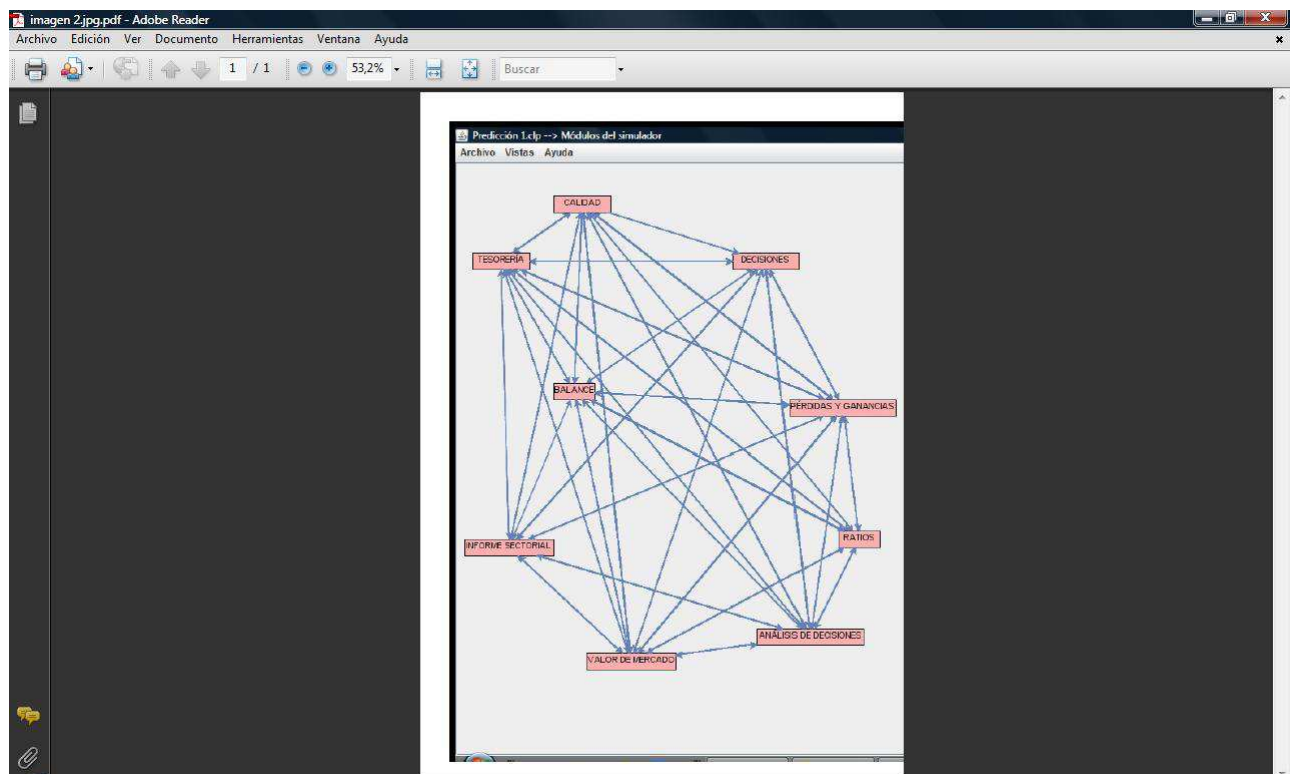 imagen 2.jpg.pdf - Adobe Reader
Archivo Edición Ver Documento Herramientas Ventana Ayuda
1 / 1 53,2% Buscar
Predicción 1.clp --> Módulos del simulador
Archivo Vistas Ayuda
CALIDAD
TESORERÍA DECISIONES
BALANCE
PÉRDIDAS Y GANANCIAS
RATIOS
INFORME SECTORIAL
ANÁLISIS DE DECISIONES
VALOR DE MERCADO